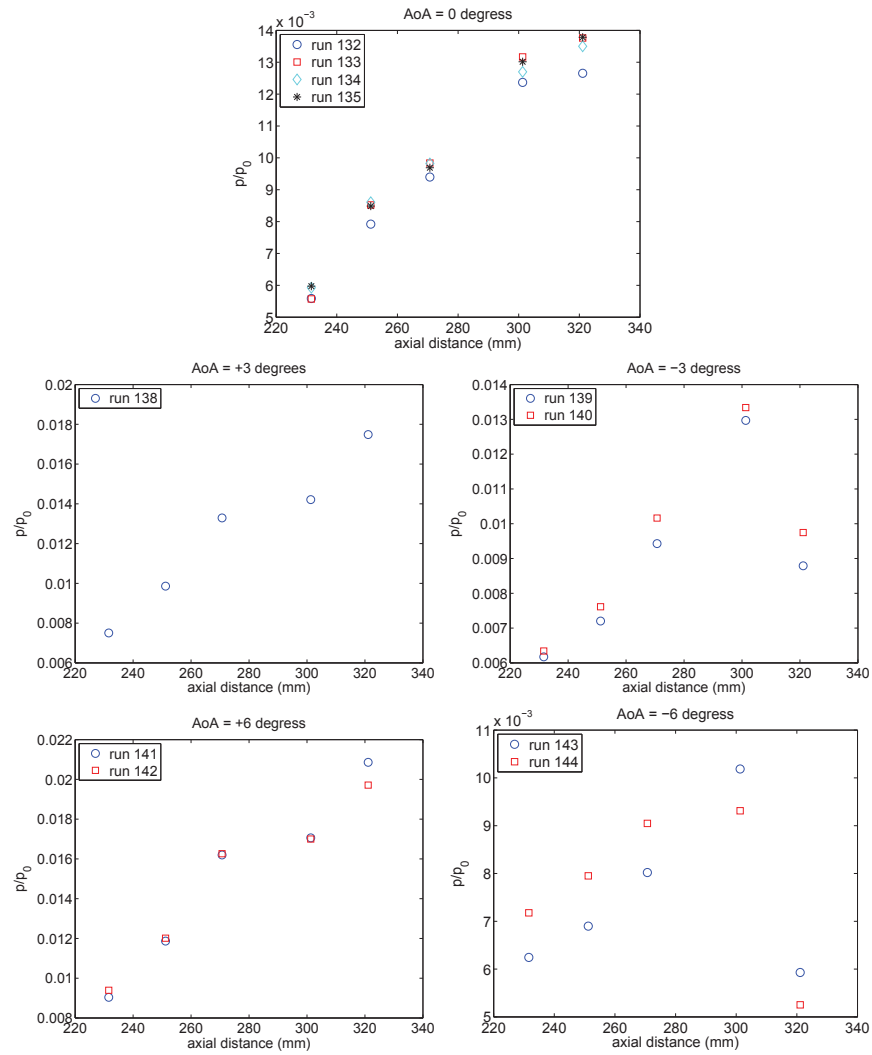 AoA = 0 degress
x 10⁻³
14
13
12
11
10
9
8
7
6
5
p/p₀
run 132
run 133
run 134
run 135
220 240 260 280 300 320 340
axial distance (mm)
AoA = +3 degrees
0.02
0.018
0.016
0.014
0.012
0.01
0.008
0.006
p/p₀
run 138
220 240 260 280 300 320 340
axial distance (mm)
AoA = −3 degress
0.014
0.013
0.012
0.011
0.01
0.009
0.008
0.007
0.006
p/p₀
run 139
run 140
220 240 260 280 300 320 340
axial distance (mm)
AoA = +6 degress
0.022
0.02
0.018
0.016
0.014
0.012
0.01
0.008
p/p₀
run 141
run 142
220 240 260 280 300 320 340
axial distance (mm)
AoA = −6 degress
x 10⁻³
11
10
9
8
7
6
5
p/p₀
run 143
run 144
220 240 260 280 300 320 340
axial distance (mm)